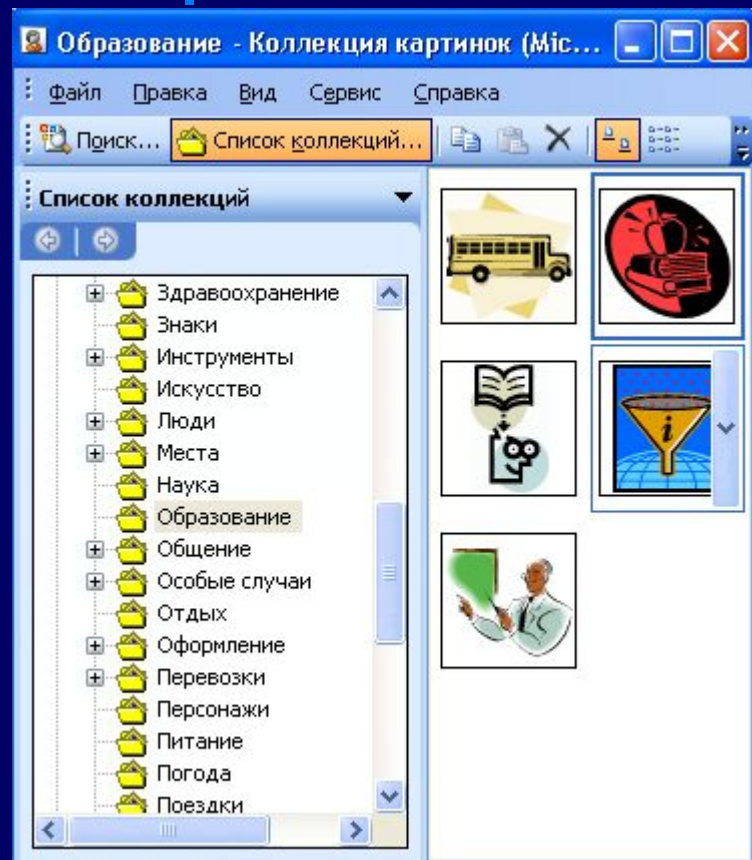 Образование - Коллекция картинок (Mic...
Файл Правка Вид Сервис Справка
Поиск... Список коллекций...
Список коллекций
Здравоохранение
Знаки
Инструменты
Искусство
Люди
Места
Наука
Образование
Общение
Особые случаи
Отдых
Оформление
Перевозки
Персонажи
Питание
Погода
Поездки
i